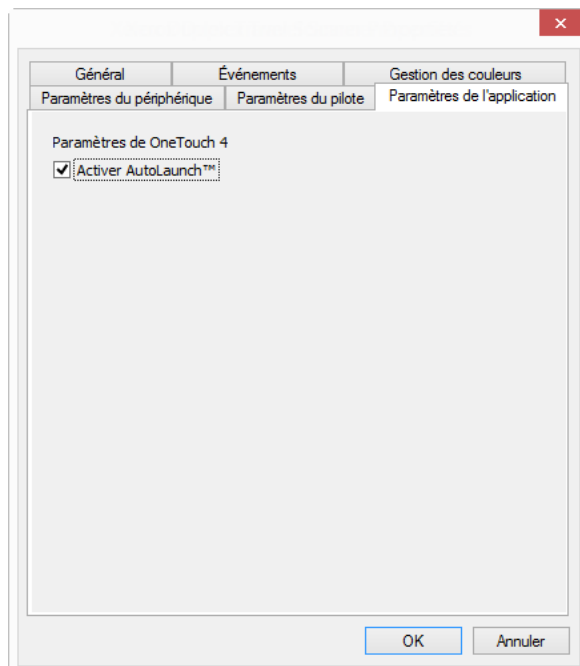 Général Événements Gestion des couleurs
Paramètres du périphérique Paramètres du pilote Paramètres de l'application
Paramètres de OneTouch 4
Activer AutoLaunch™
OK Annuler